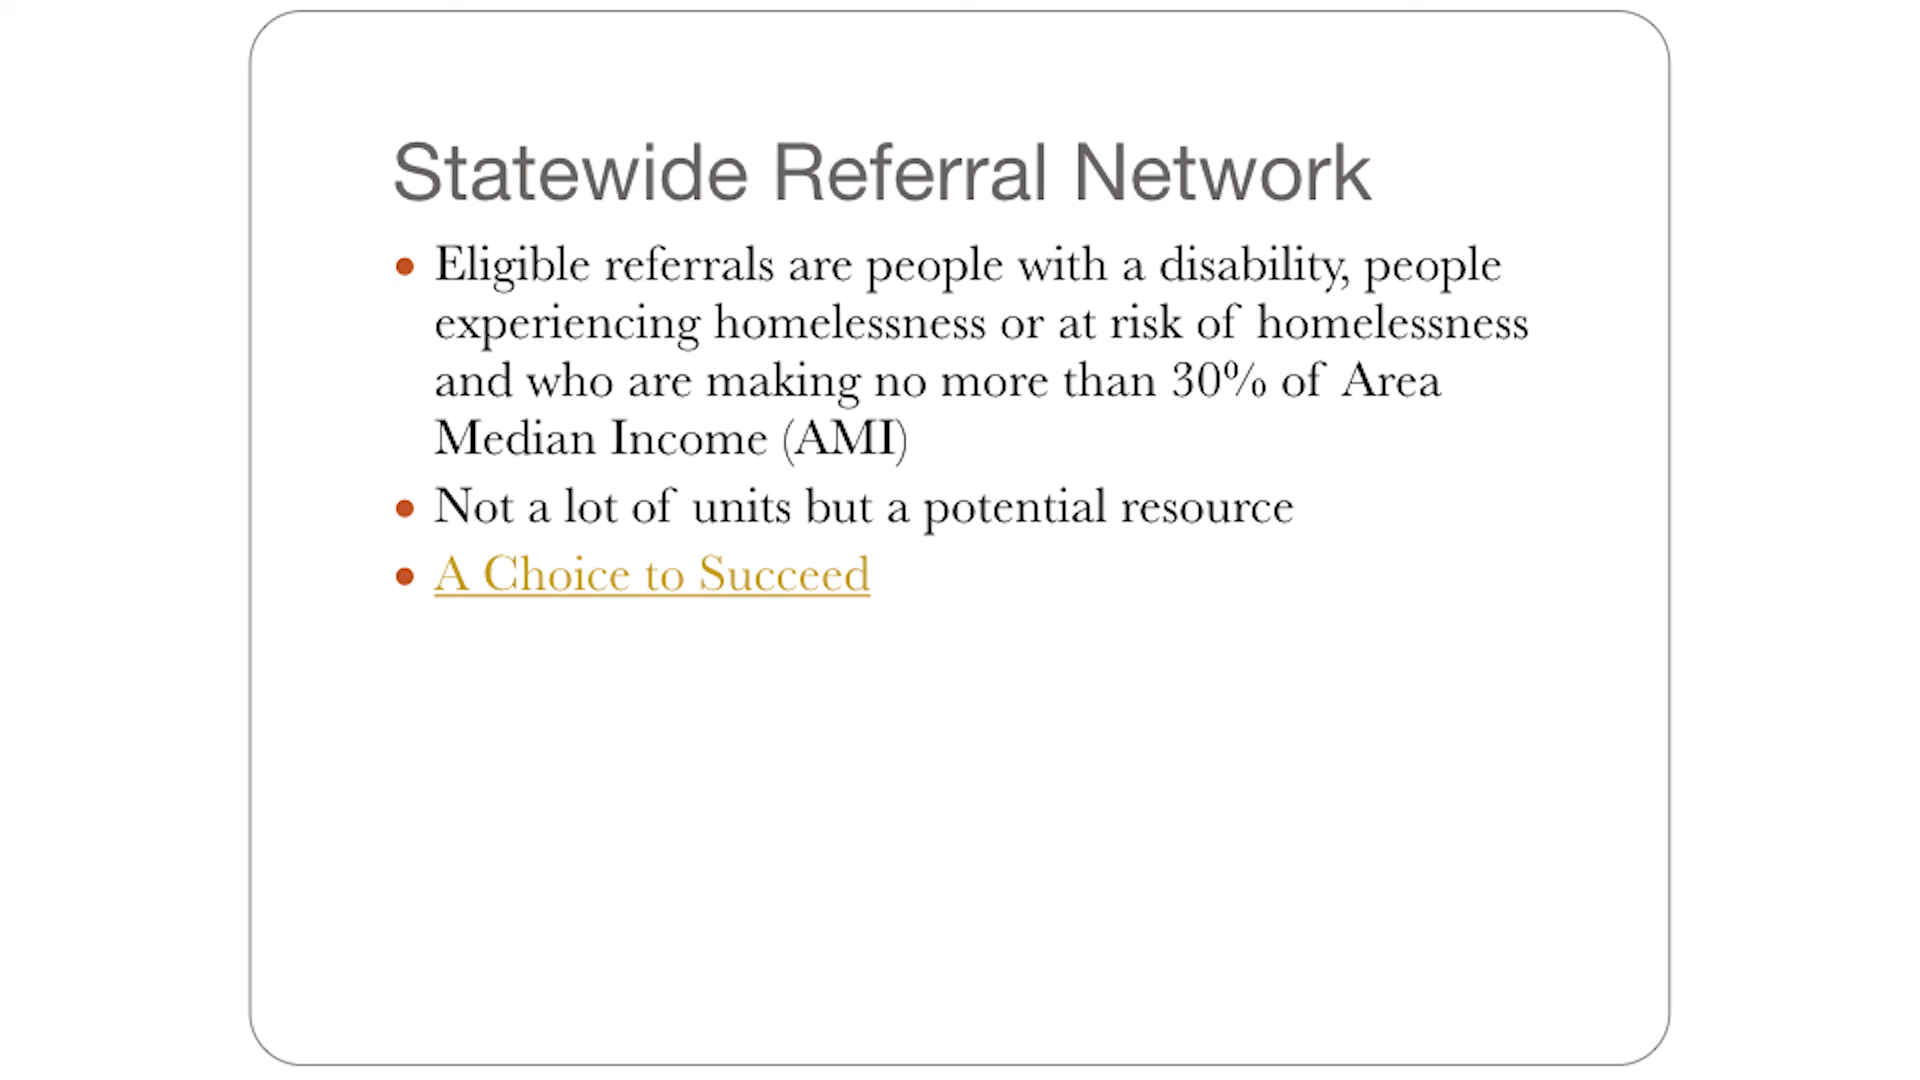 Statewide Referral Network
• Eligible referrals are people with a disability, people
experiencing homelessness or at risk of homelessness
and who are making no more than 30% of Area
Median Income (AMI)
• Not a lot of units but a potential resource
• A Choice to Succeed